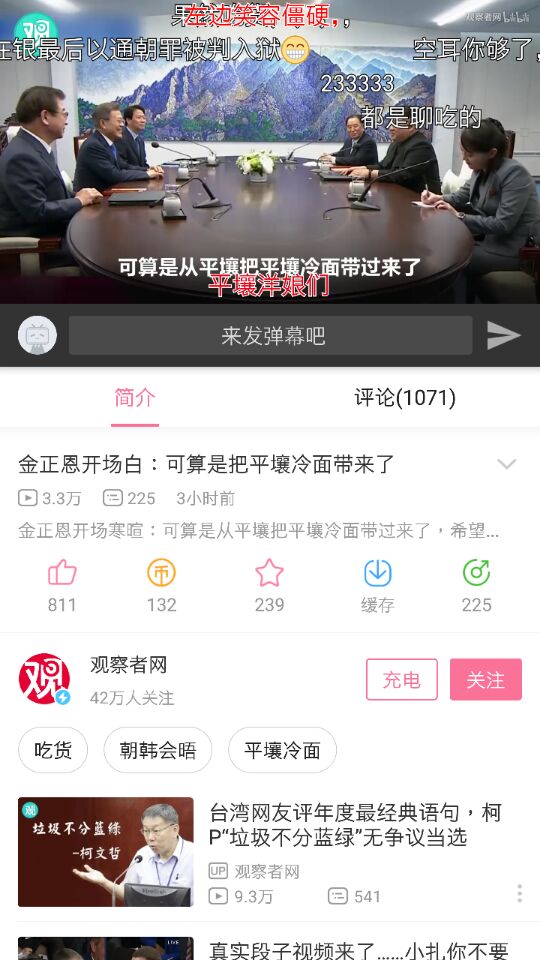 左边笑容僵硬，
观察者网 bilibili
在银最后以通朝罪被判入狱😁
空耳你够了，
233333
都是聊吃的
可算是从平壤把平壤冷面带过来了
平壤洋娘们
来发弹幕吧
简介
评论(1071)
金正恩开场白：可算是把平壤冷面带来了
3.3万
225
3小时前
金正恩开场寒暄：可算是从平壤把平壤冷面带过来了，希望...
811
132
239
缓存
225
观
观察者网
42万人关注
充电
关注
吃货
朝韩会晤
平壤冷面
观
垃圾不分蓝绿
-柯文哲
台湾网友评年度最经典语句，柯
P“垃圾不分蓝绿”无争议当选
UP 观察者网
9.3万
541
LIVE
真实段子视频来了……小扎你不要